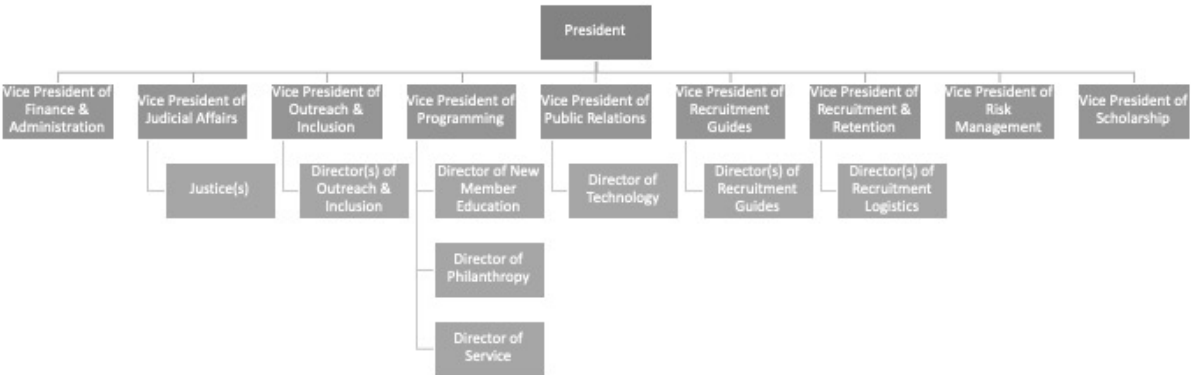 President
Vice President of
Finance &
Administration
Vice President of
Judicial Affairs
Vice President of
Outreach &
Inclusion
Vice President of
Programming
Vice President of
Public Relations
Vice President of
Recruitment
Guides
Vice President of
Recruitment &
Retention
Vice President of
Risk
Management
Vice President of
Scholarship
Justice(s)
Director(s) of
Outreach &
Inclusion
Director of New
Member
Education
Director of
Technology
Director(s) of
Recruitment
Guides
Director(s) of
Recruitment
Logistics
Director of
Philanthropy
Director of
Service